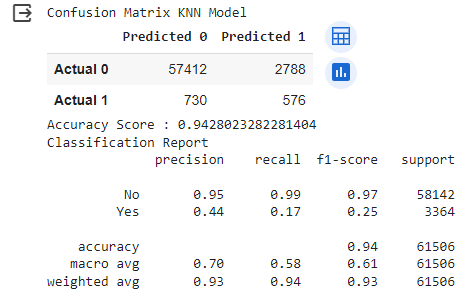 Confusion Matrix KNN Model
Predicted 0 Predicted 1
Actual 0 57412 2788
Actual 1 730 576
Accuracy Score : 0.9428023282281404
Classification Report
precision recall f1-score support
No 0.95 0.99 0.97 58142
Yes 0.44 0.17 0.25 3364
accuracy 0.94 61506
macro avg 0.70 0.58 0.61 61506
weighted avg 0.93 0.94 0.93 61506